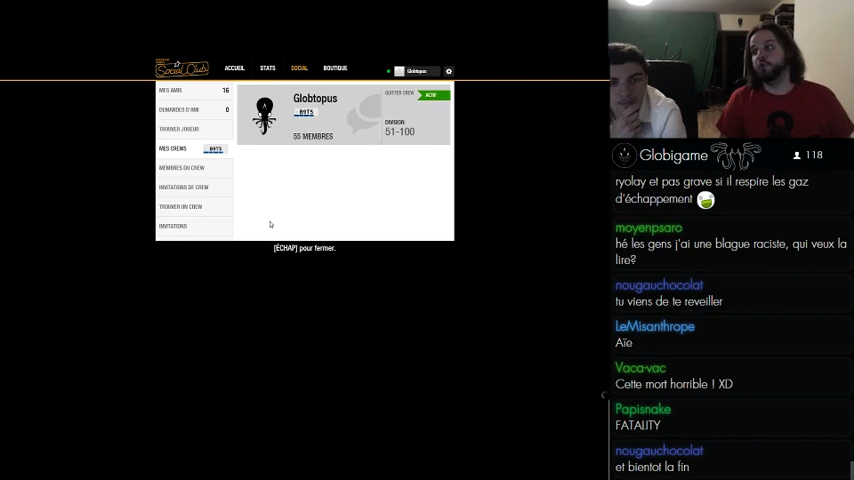 Social Club
ACCUEIL STATS SOCIAL BOUTIQUE
Globtopus
MES AMIS 16
DEMANDES D'AMI 0
TROUVER JOUEUR
MES CREWS B9TS
MEMBRES DU CREW
INVITATIONS DE CREW
TROUVER UN CREW
INVITATIONS
Globtopus
B9TS
55 MEMBRES
QUITTER CREW ACTIF
DIVISION
51-100
[ÉCHAP] pour fermer.
Globigame 118
ryolay et pas grave si il respire les gaz
d'échappement
moyenpsaro
hé les gens j'ai une blague raciste, qui veux la
lire?
nougauchocolat
tu viens de te reveiller
LeMisanthrope
Aïe
Vaca-vac
Cette mort horrible ! XD
Papisnake
FATALITY
nougauchocolat
et bientot la fin